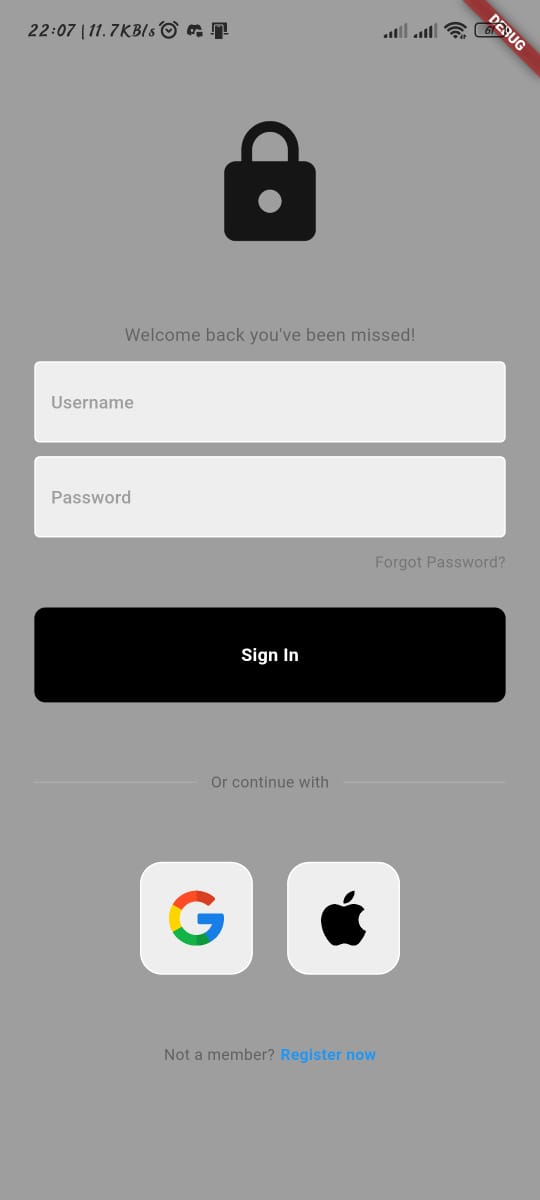 22:07 | 11.7KB/s
DEBUG
Welcome back you've been missed!
Username
Password
Forgot Password?
Sign In
Or continue with
Not a member? Register now